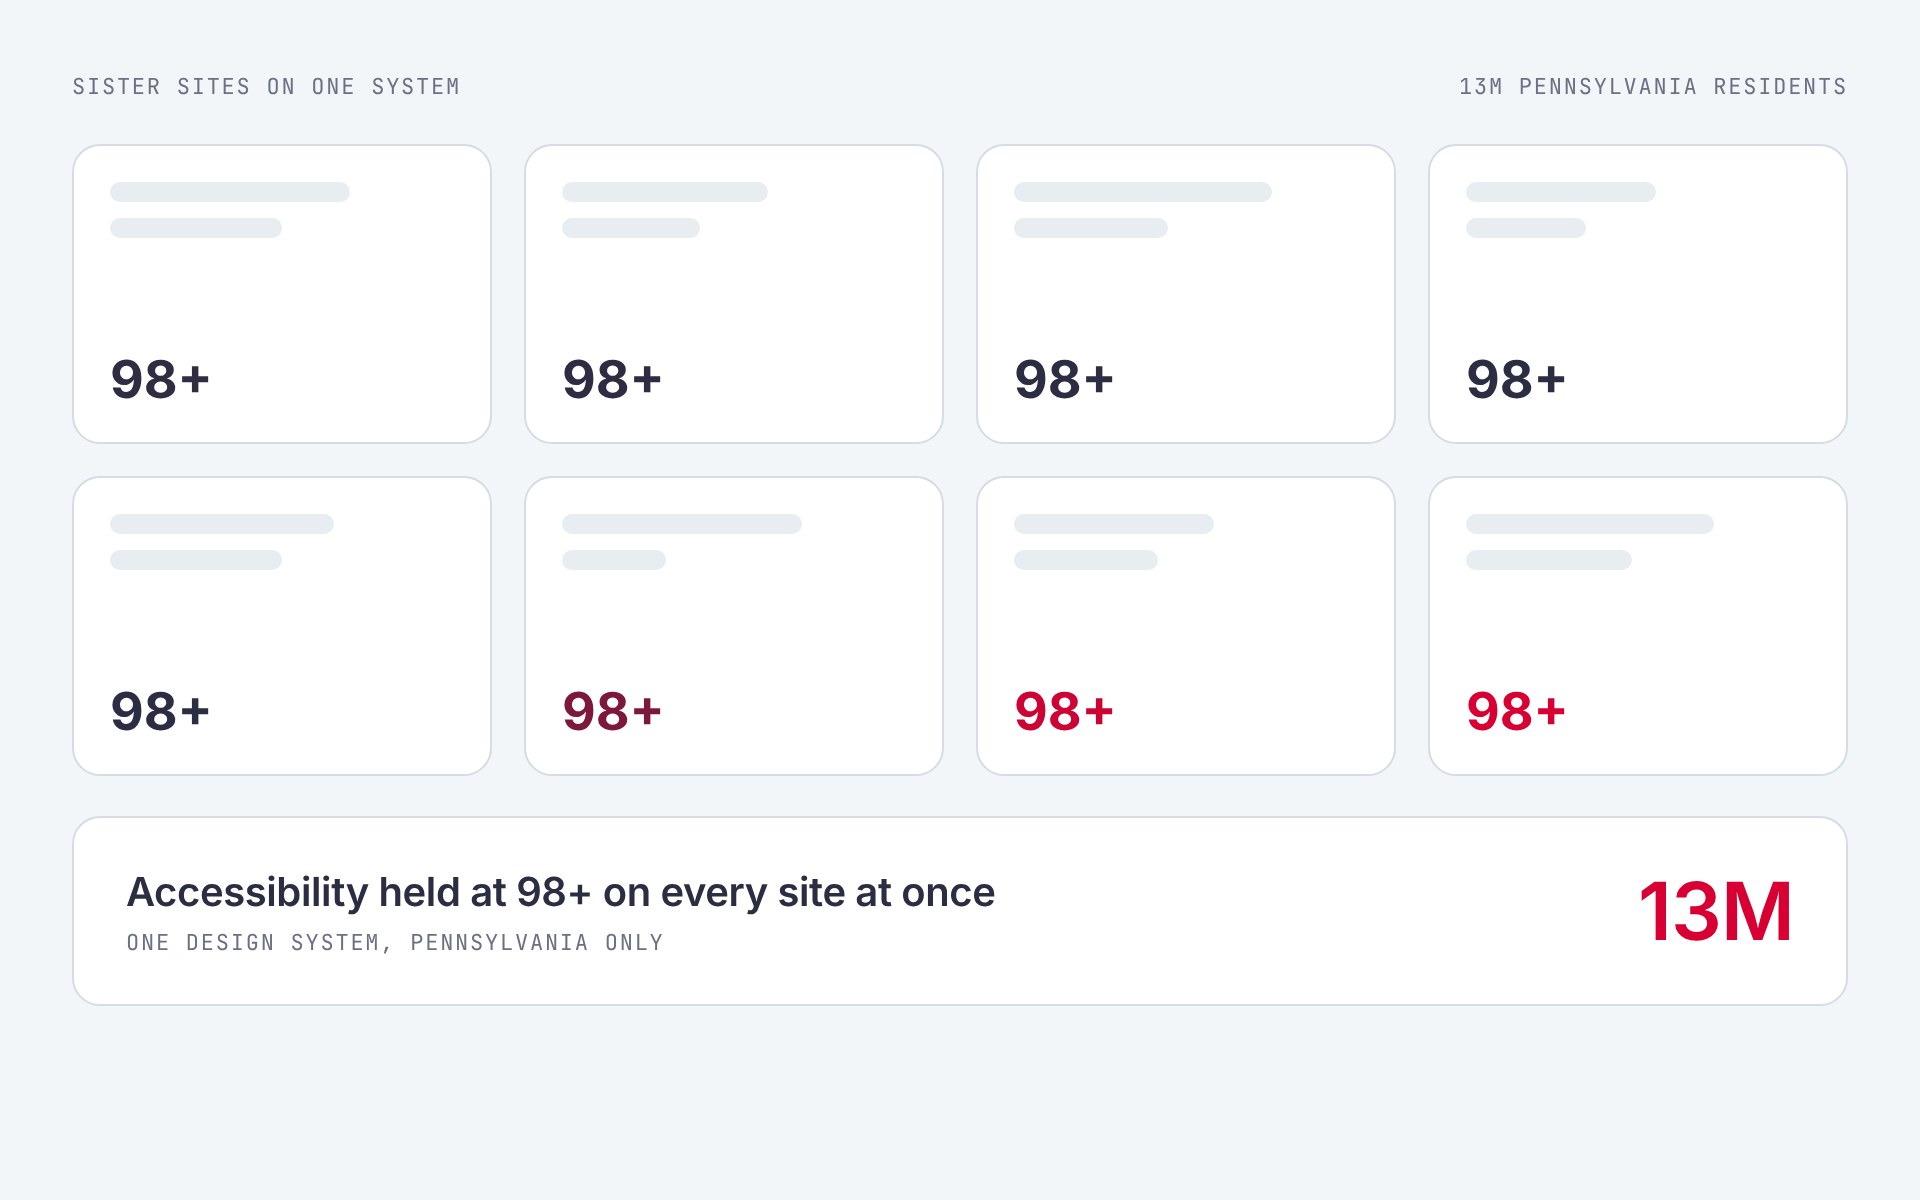 SISTER SITES ON ONE SYSTEM
13M PENNSYLVANIA RESIDENTS
98+
98+
98+
98+
98+
98+
98+
98+
Accessibility held at 98+ on every site at once
ONE DESIGN SYSTEM, PENNSYLVANIA ONLY
13M